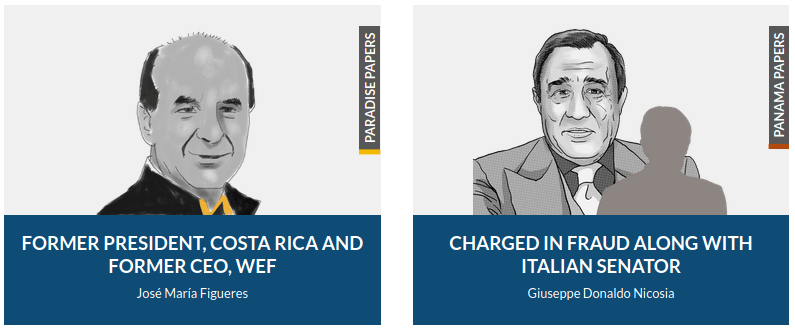 PARADISE PAPERS
FORMER PRESIDENT, COSTA RICA AND
FORMER CEO, WEF
José María Figueres
PANAMA PAPERS
CHARGED IN FRAUD ALONG WITH
ITALIAN SENATOR
Giuseppe Donaldo Nicosia